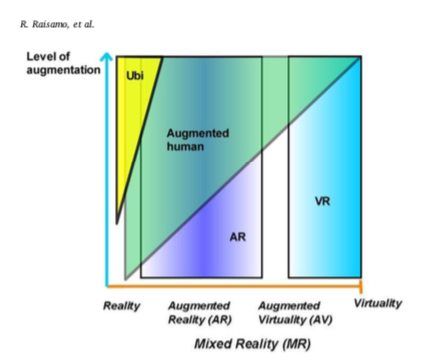 R. Raisamo, et al.
Level of
augmentation
Ubi
Augmented
human
VR
AR
Reality
Augmented
Reality (AR)
Augmented
Virtuality (AV)
Virtuality
Mixed Reality (MR)